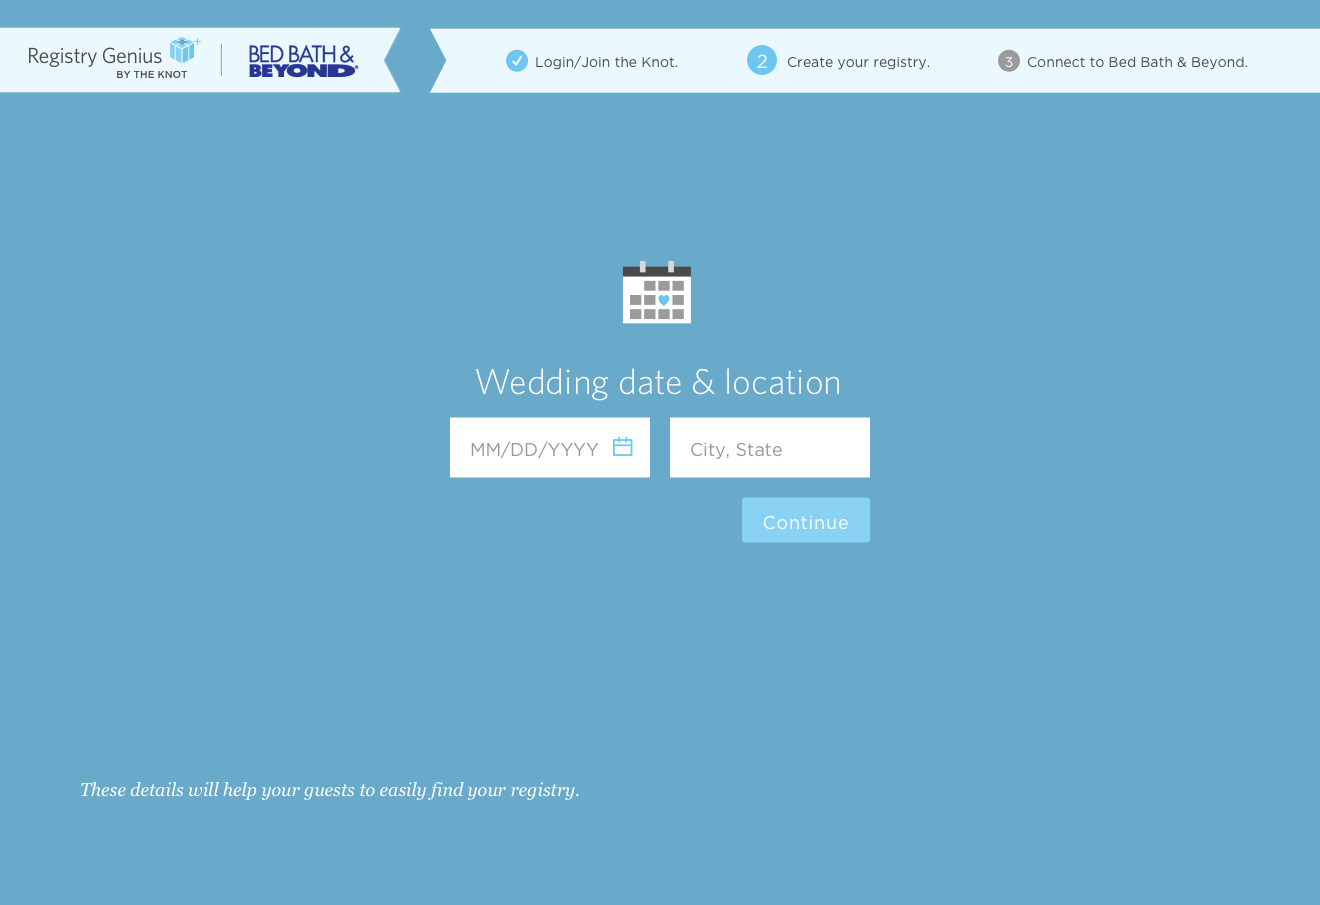 Registry Genius
BY THE KNOT
BED BATH &
BEYOND®
Login/Join the Knot.
2 Create your registry.
3 Connect to Bed Bath & Beyond.
Wedding date & location
MM/DD/YYYY
City, State
Continue
These details will help your guests to easily find your registry.